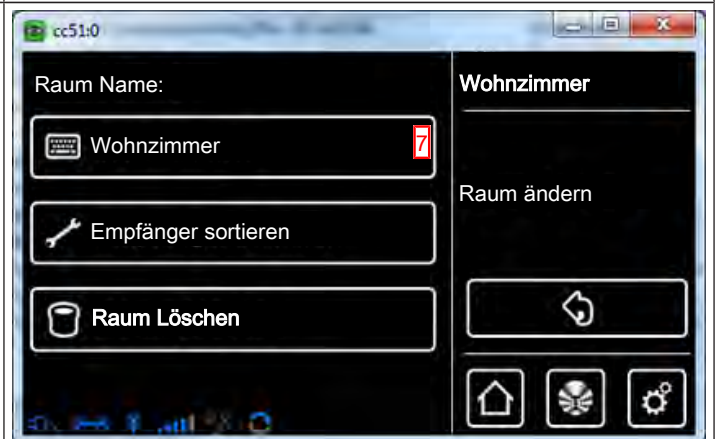 cc51:0
Raum Name:
Wohnzimmer
7
Empfänger sortieren
Raum Löschen
Wohnzimmer
Raum ändern